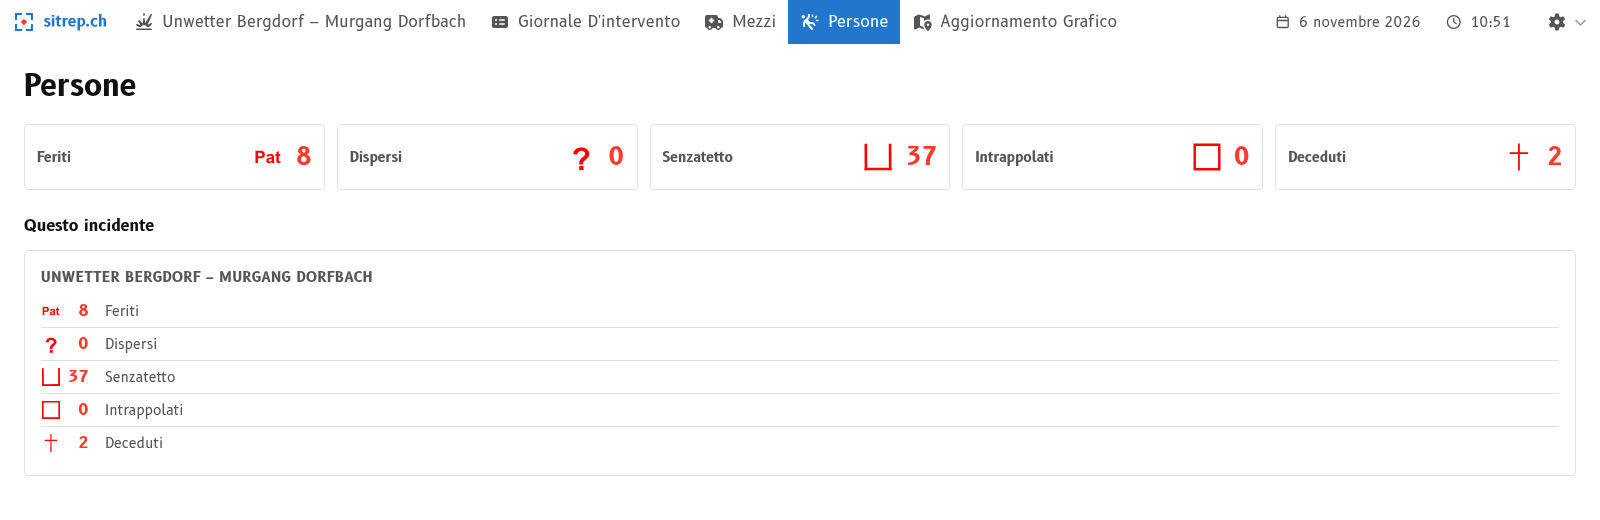 sitrep.ch Unwetter Bergdorf – Murgang Dorfbach Giornale D'intervento Mezzi Persone Aggiornamento Grafico 6 novembre 2026 10:51
Persone
Feriti Pat 8 Dispersi ? 0 Senzatetto 37 Intrappolati 0 Deceduti 2
Questo incidente
UNWETTER BERGDORF – MURGANG DORFBACH
Pat 8 Feriti
? 0 Dispersi
37 Senzatetto
0 Intrappolati
2 Deceduti